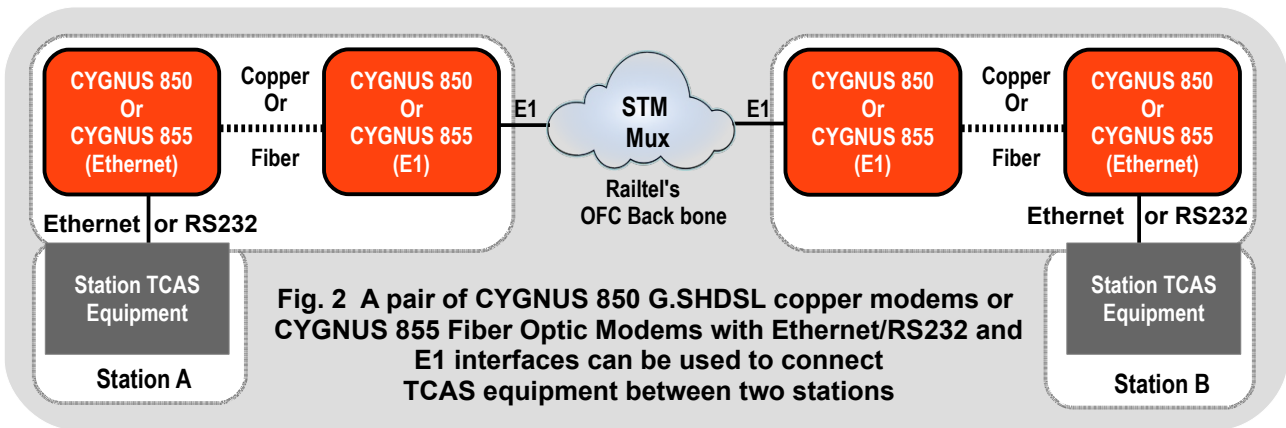 CYGNUS 850
Or
CYGNUS 855
(Ethernet)
Copper
Or
Fiber
CYGNUS 850
Or
CYGNUS 855
(E1)
E1
STM
Mux
Railtel's
OFC Back bone
E1
CYGNUS 850
Or
CYGNUS 855
(E1)
Copper
Or
Fiber
CYGNUS 850
Or
CYGNUS 855
(Ethernet)
Ethernet or RS232
Station TCAS
Equipment
Station A
Ethernet or RS232
Station TCAS
Equipment
Station B
Fig. 2 A pair of CYGNUS 850 G.SHDSL copper modems or
CYGNUS 855 Fiber Optic Modems with Ethernet/RS232 and
E1 interfaces can be used to connect
TCAS equipment between two stations